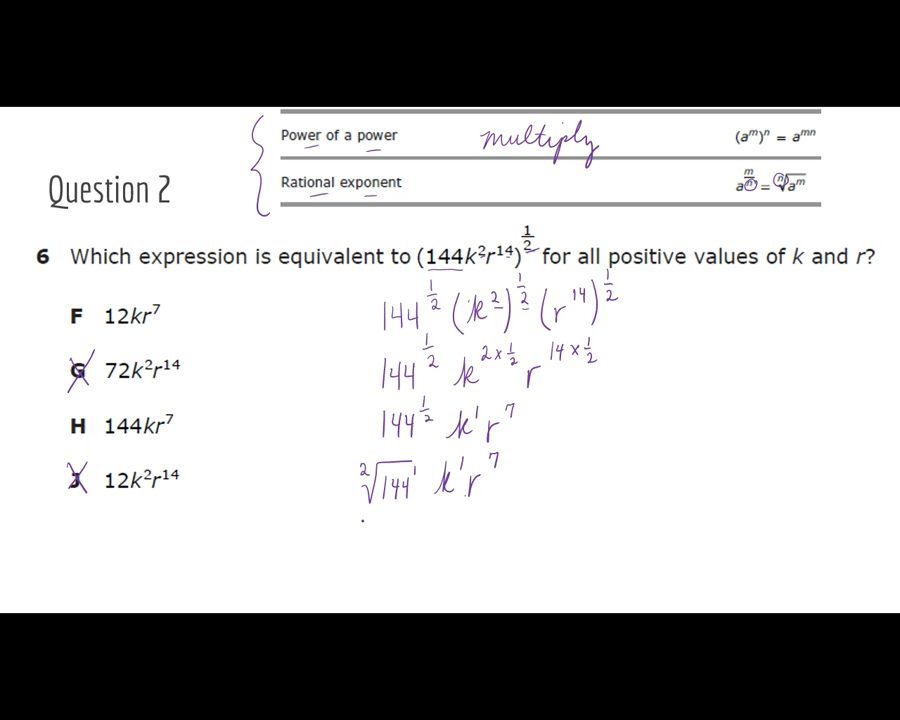 Power of a power multiply (aᵐ)ⁿ = aᵐⁿ
Question 2
Rational exponent a^(m/n) = ⁿ√aᵐ
6 Which expression is equivalent to (144k²r¹⁴)^(1/2) for all positive values of k and r?
F 12kr⁷
G 72k²r¹⁴
H 144kr⁷
J 12k²r¹⁴
144^(1/2) (k²)^(1/2) (r¹⁴)^(1/2)
144^(1/2) k^(2×1/2) r^(14×1/2)
144^(1/2) k¹ r⁷
²√144¹ k¹ r⁷